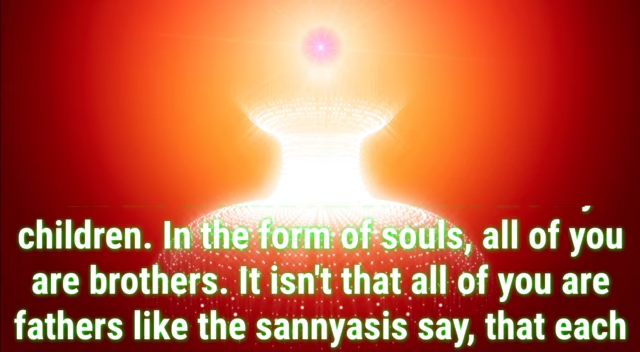 children. In the form of souls, all of you
are brothers. It isn't that all of you are
fathers like the sannyasis say, that each